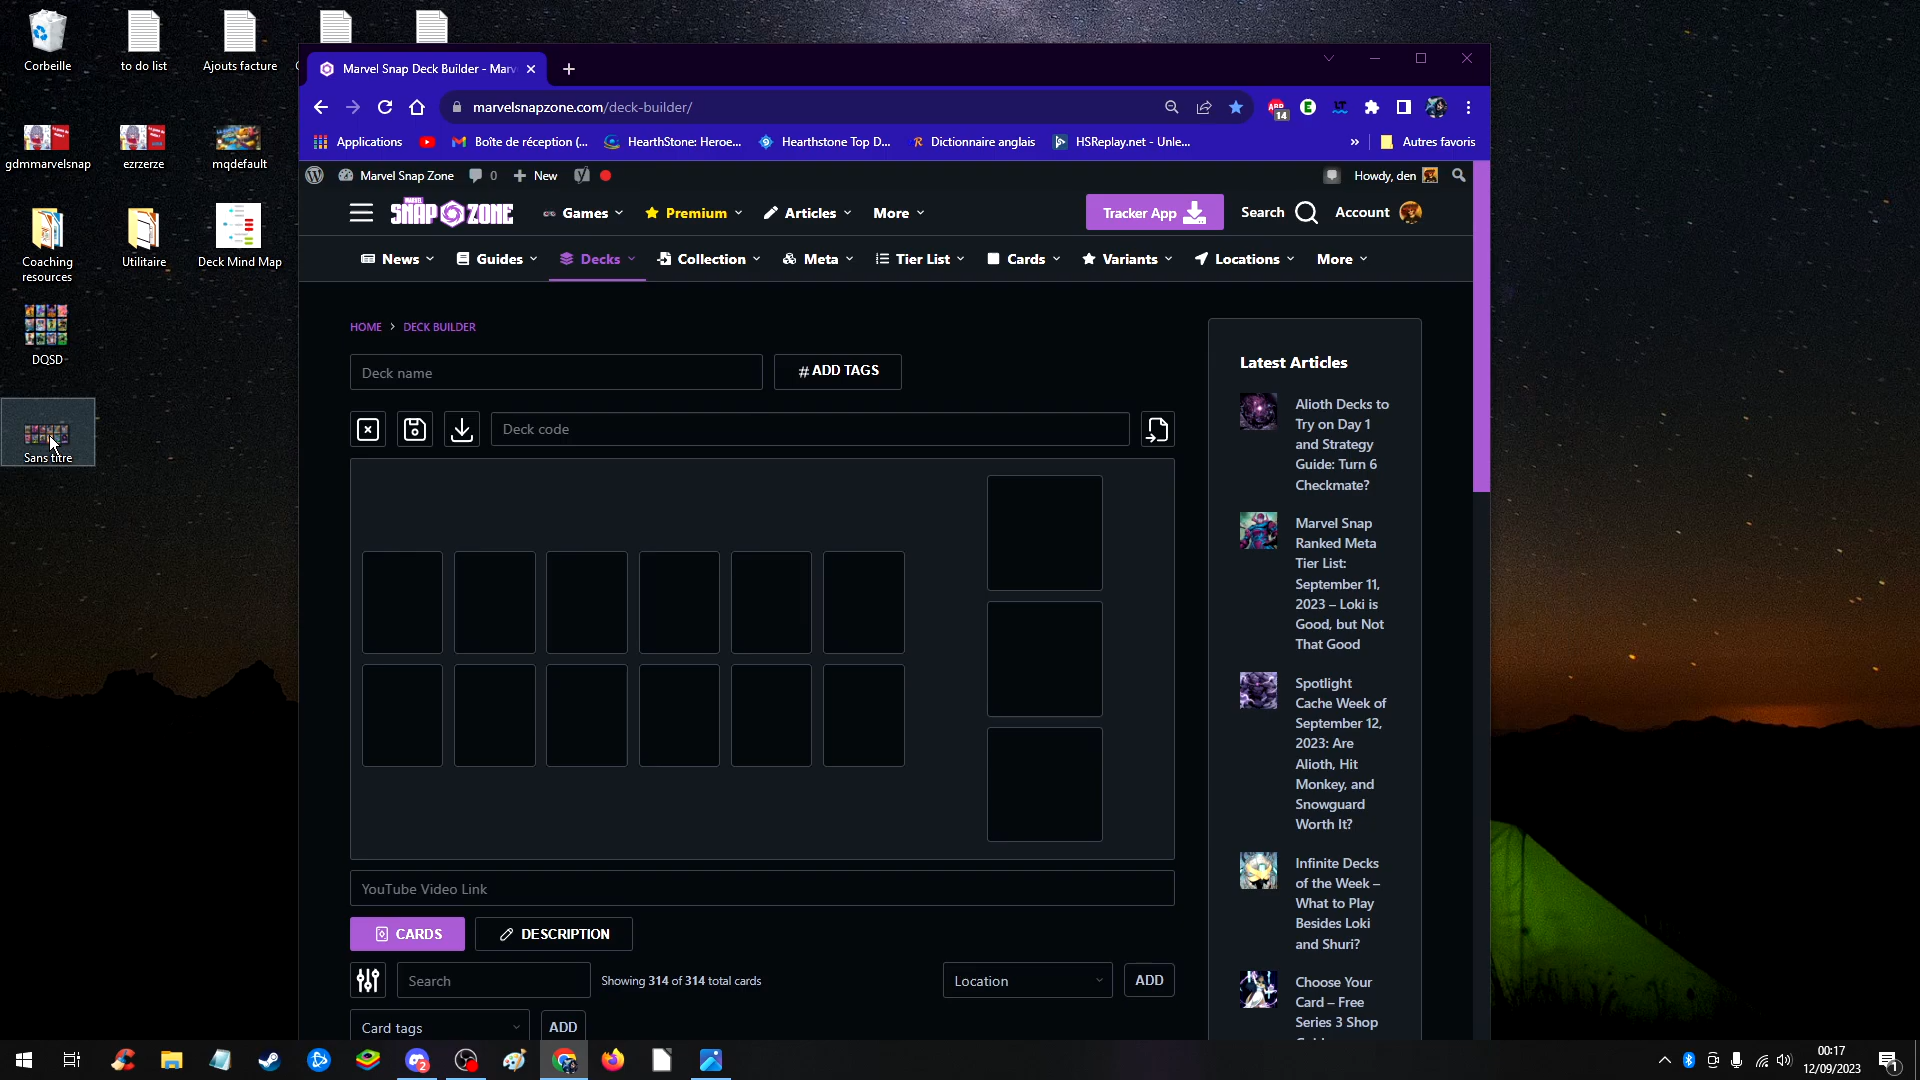 Corbeille
to do list
Ajouts facture
gdmmarvelsnap
ezrzerze
mqdefault
Coaching
resources
Utilitaire
Deck Mind Map
DQSD
Sans titre
Marvel Snap Deck Builder - Marv
marvelsnapzone.com/deck-builder/
ABP
14
Applications
Boîte de réception (...
HearthStone: Heroe...
Hearthstone Top D...
Dictionnaire anglais
HSReplay.net - Unle...
Autres favoris
Marvel Snap Zone
0
New
Howdy, den
MARVEL
SNAP ZONE
Games
Premium
Articles
More
Tracker App
Search
Account
News
Guides
Decks
Collection
Meta
Tier List
Cards
Variants
Locations
More
HOME
DECK BUILDER
Deck name
# ADD TAGS
Deck code
YouTube Video Link
CARDS
DESCRIPTION
Search
Showing 314 of 314 total cards
Location
ADD
Card tags
ADD
Latest Articles
Alioth Decks to
Try on Day 1
and Strategy
Guide: Turn 6
Checkmate?
Marvel Snap
Ranked Meta
Tier List:
September 11,
2023 – Loki is
Good, but Not
That Good
Spotlight
Cache Week of
September 12,
2023: Are
Alioth, Hit
Monkey, and
Snowguard
Worth It?
Infinite Decks
of the Week –
What to Play
Besides Loki
and Shuri?
Choose Your
Card – Free
Series 3 Shop
2
00:17
12/09/2023
1